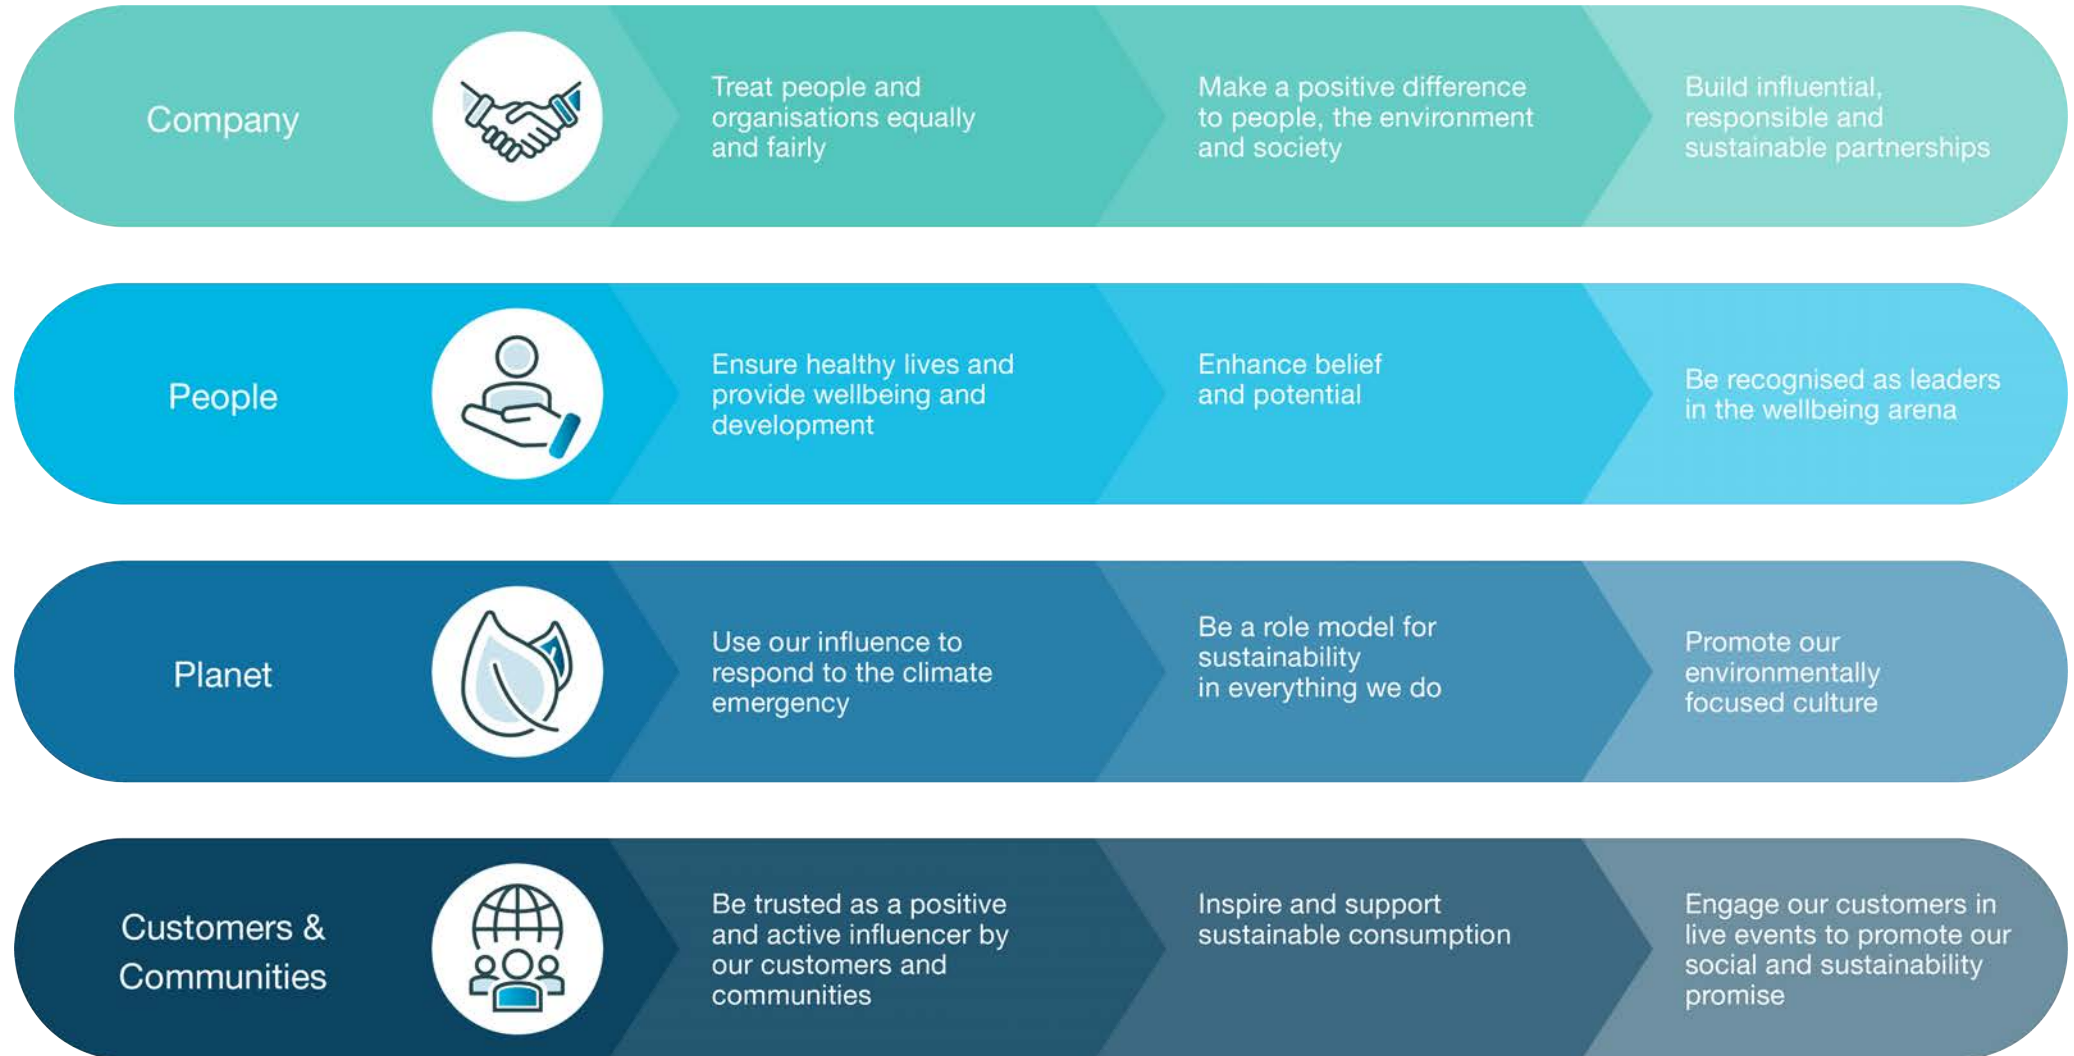 Company
Treat people and
organisations equally
and fairly
Make a positive difference
to people, the environment
and society
Build influential,
responsible and
sustainable partnerships
People
Ensure healthy lives and
provide wellbeing and
development
Enhance belief
and potential
Be recognised as leaders
in the wellbeing arena
Planet
Use our influence to
respond to the climate
emergency
Be a role model for
sustainability
in everything we do
Promote our
environmentally
focused culture
Customers &
Communities
Be trusted as a positive
and active influencer by
our customers and
communities
Inspire and support
sustainable consumption
Engage our customers in
live events to promote our
social and sustainability
promise